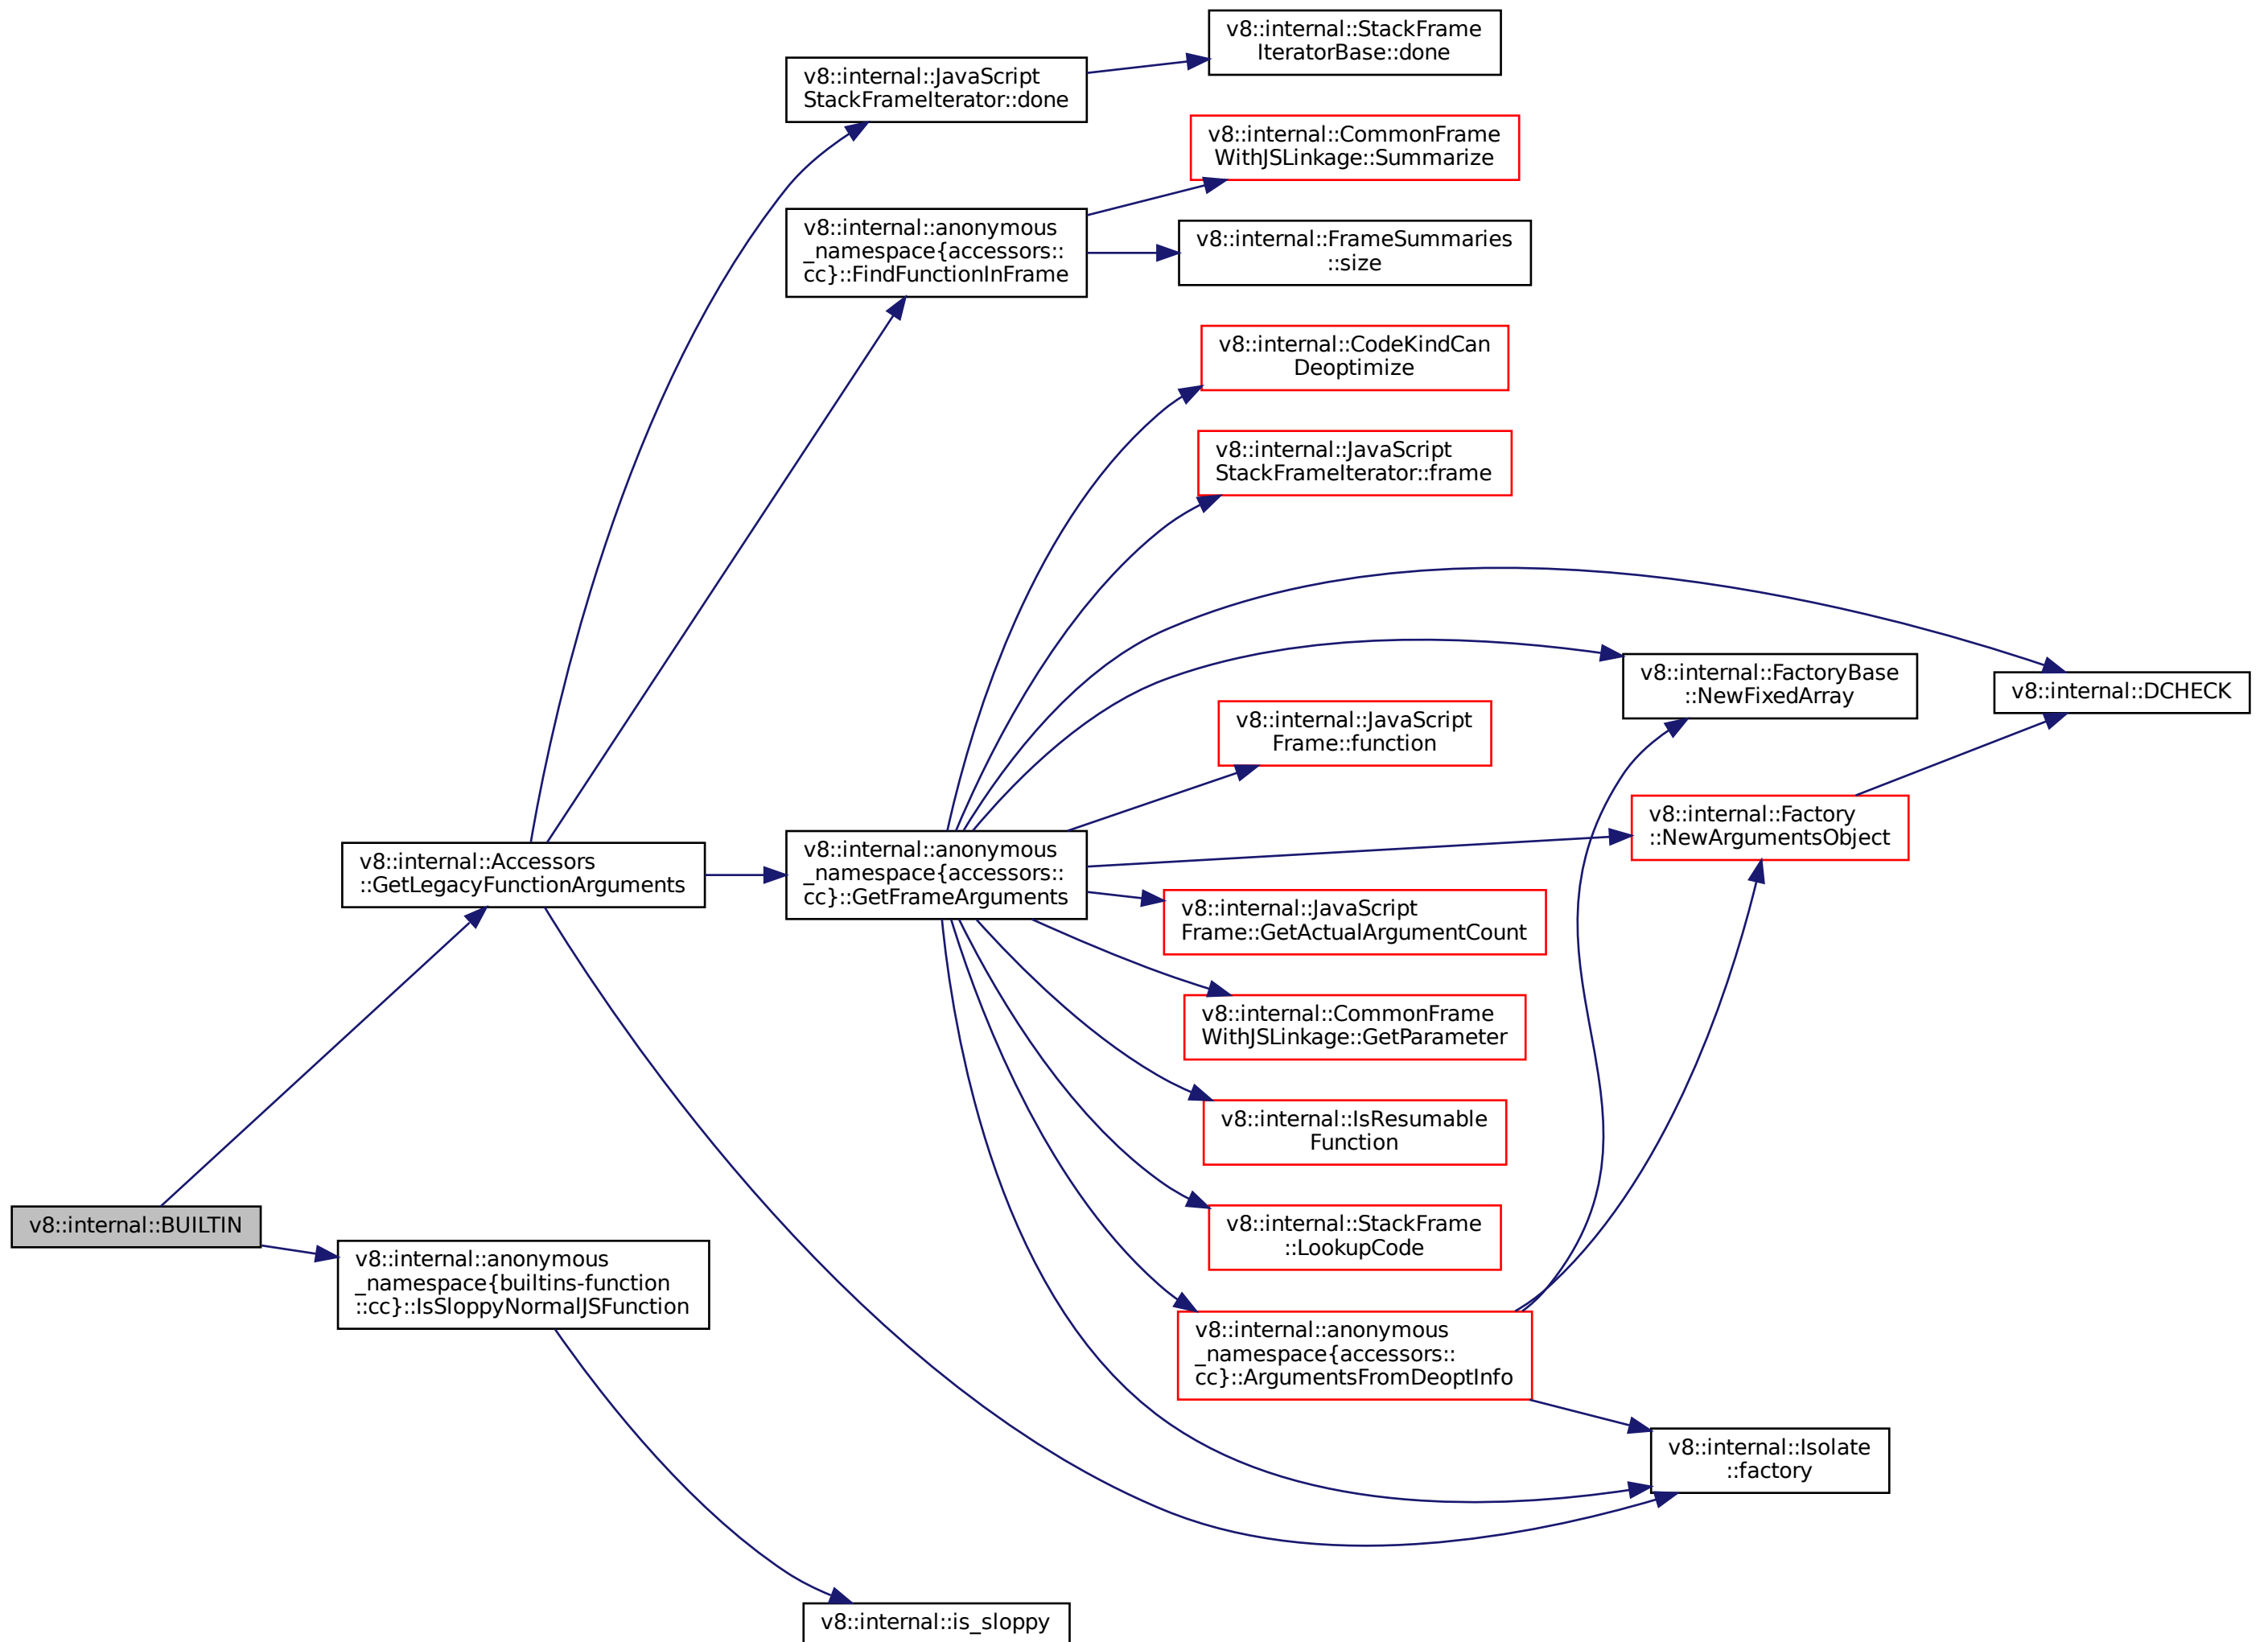 v8::internal::StackFrame
IteratorBase::done
v8::internal::JavaScript
StackFrameIterator::done
v8::internal::CommonFrame
WithJSLinkage::Summarize
v8::internal::anonymous
_namespace{accessors::
cc}::FindFunctionInFrame
v8::internal::FrameSummaries
::size
v8::internal::CodeKindCan
Deoptimize
v8::internal::JavaScript
StackFrameIterator::frame
v8::internal::FactoryBase
::NewFixedArray
v8::internal::DCHECK
v8::internal::JavaScript
Frame::function
v8::internal::Factory
::NewArgumentsObject
v8::internal::Accessors
::GetLegacyFunctionArguments
v8::internal::anonymous
_namespace{accessors::
cc}::GetFrameArguments
v8::internal::JavaScript
Frame::GetActualArgumentCount
v8::internal::CommonFrame
WithJSLinkage::GetParameter
v8::internal::IsResumable
Function
v8::internal::BUILTIN
v8::internal::StackFrame
::LookupCode
v8::internal::anonymous
_namespace{builtins-function
::cc}::IsSloppyNormalJSFunction
v8::internal::anonymous
_namespace{accessors::
cc}::ArgumentsFromDeoptInfo
v8::internal::Isolate
::factory
v8::internal::is_sloppy